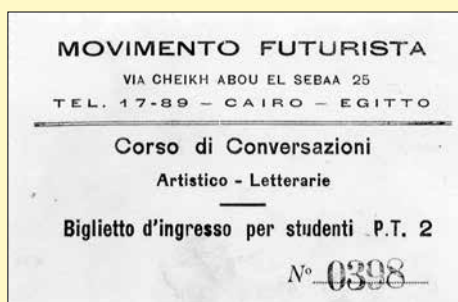 MOVIMENTO FUTURISTA
VIA CHEIKH ABOU EL SEBAA 25
TEL. 17-89 – CAIRO – EGITTO
Corso di Conversazioni
Artistico - Letterarie
Biglietto d'ingresso per studenti P.T. 2
Nº 0398